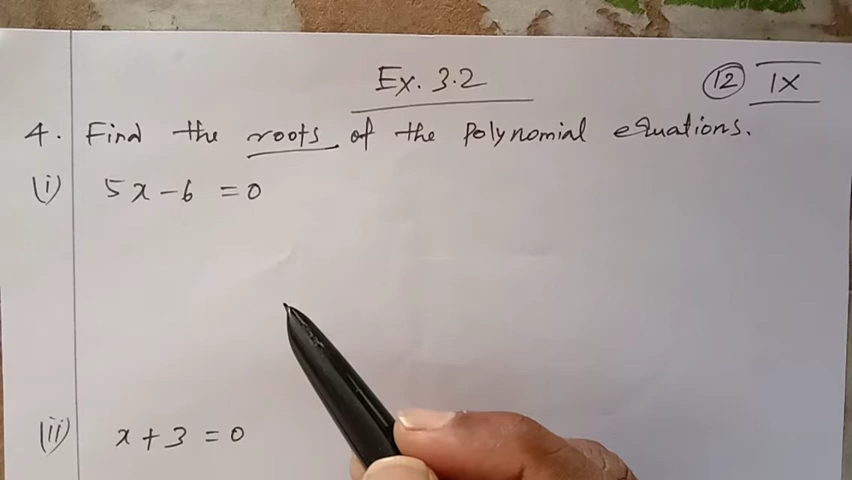 Ex. 3.2
12 IX
4. Find the roots of the polynomial equations.
(i) 5x - 6 = 0
(ii) x + 3 = 0